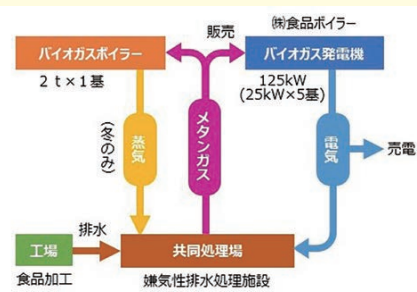 販売
㈱食品ボイラー
バイオガスボイラー
バイオガス発電機
2t×1基
125kW
(25kW×5基)
(冬のみ)
蒸気
メタンガス
電気
売電
排水
工場
共同処理場
食品加工
嫌気性排水処理施設